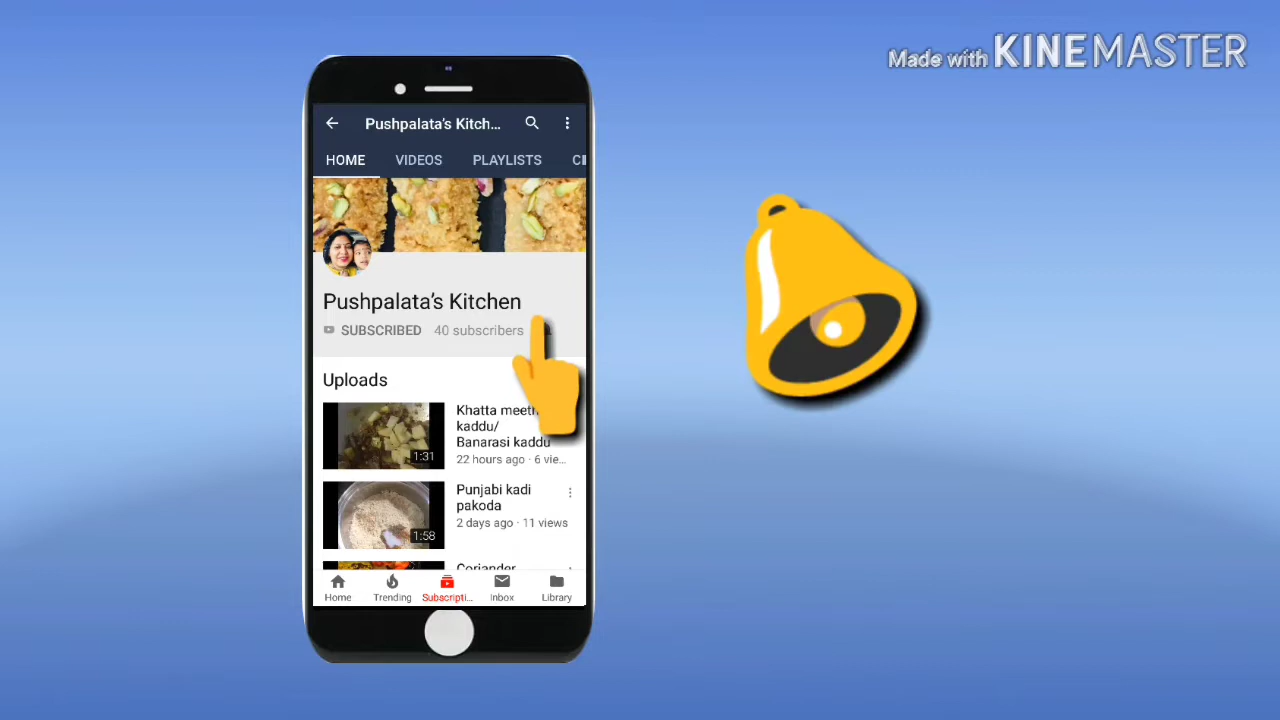 Made with KINEMASTER
Pushpalata's Kitch...
HOME VIDEOS PLAYLISTS
Pushpalata's Kitchen
SUBSCRIBED 40 subscribers
Uploads
Khatta meeth
kaddu/
Banarasi kaddu
22 hours ago · 6 vie...
1:31
Punjabi kadi
pakoda
2 days ago · 11 views
1:58
Coriander
Home Trending Subscripti... Inbox Library